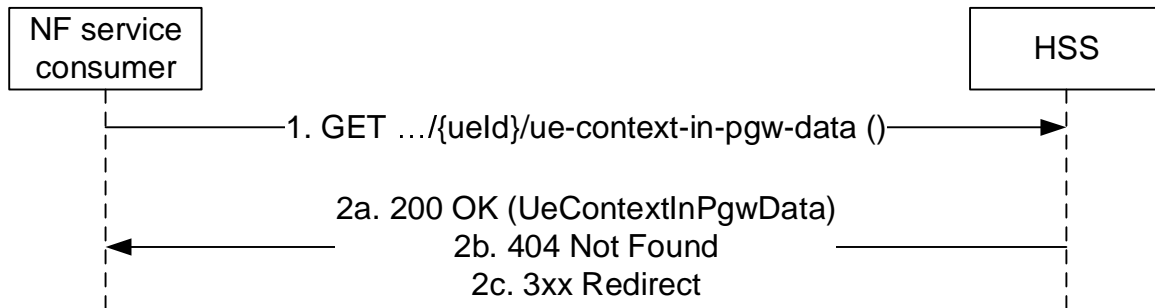 NF service
consumer
HSS
1. GET …/{ueId}/ue-context-in-pgw-data ()
2a. 200 OK (UeContextInPgwData)
2b. 404 Not Found
2c. 3xx Redirect